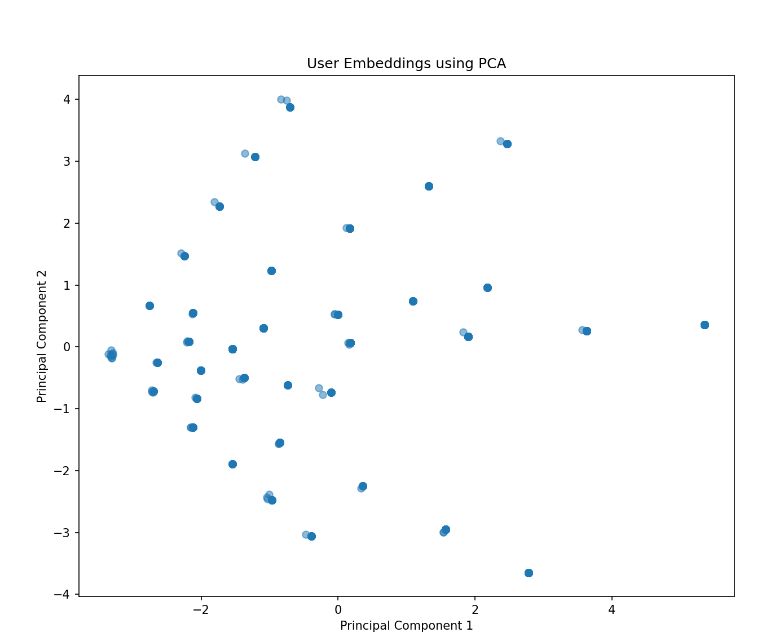 User Embeddings using PCA
4
3
2
1
0
−1
−2
−3
−4
Principal Component 2
−2 0 2 4
Principal Component 1